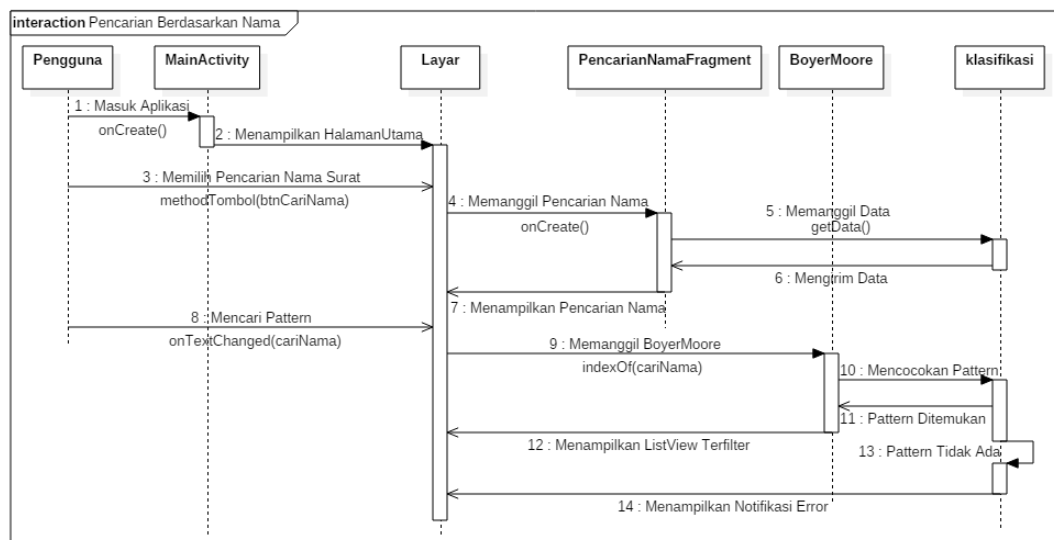 interaction Pencarian Berdasarkan Nama
Pengguna
MainActivity
Layar
PencarianNamaFragment
BoyerMoore
klasifikasi
1 : Masuk Aplikasi
onCreate()
2 : Menampilkan HalamanUtama
3 : Memilih Pencarian Nama Surat
methodTombol(btnCariNama)
4 : Memanggil Pencarian Nama
onCreate()
5 : Memanggil Data
getData()
6 : Mengirim Data
7 : Menampilkan Pencarian Nama
8 : Mencari Pattern
onTextChanged(cariNama)
9 : Memanggil BoyerMoore
indexOf(cariNama)
10 : Mencocokan Pattern
11 : Pattern Ditemukan
12 : Menampilkan ListView Terfilter
13 : Pattern Tidak Ada
14 : Menampilkan Notifikasi Error